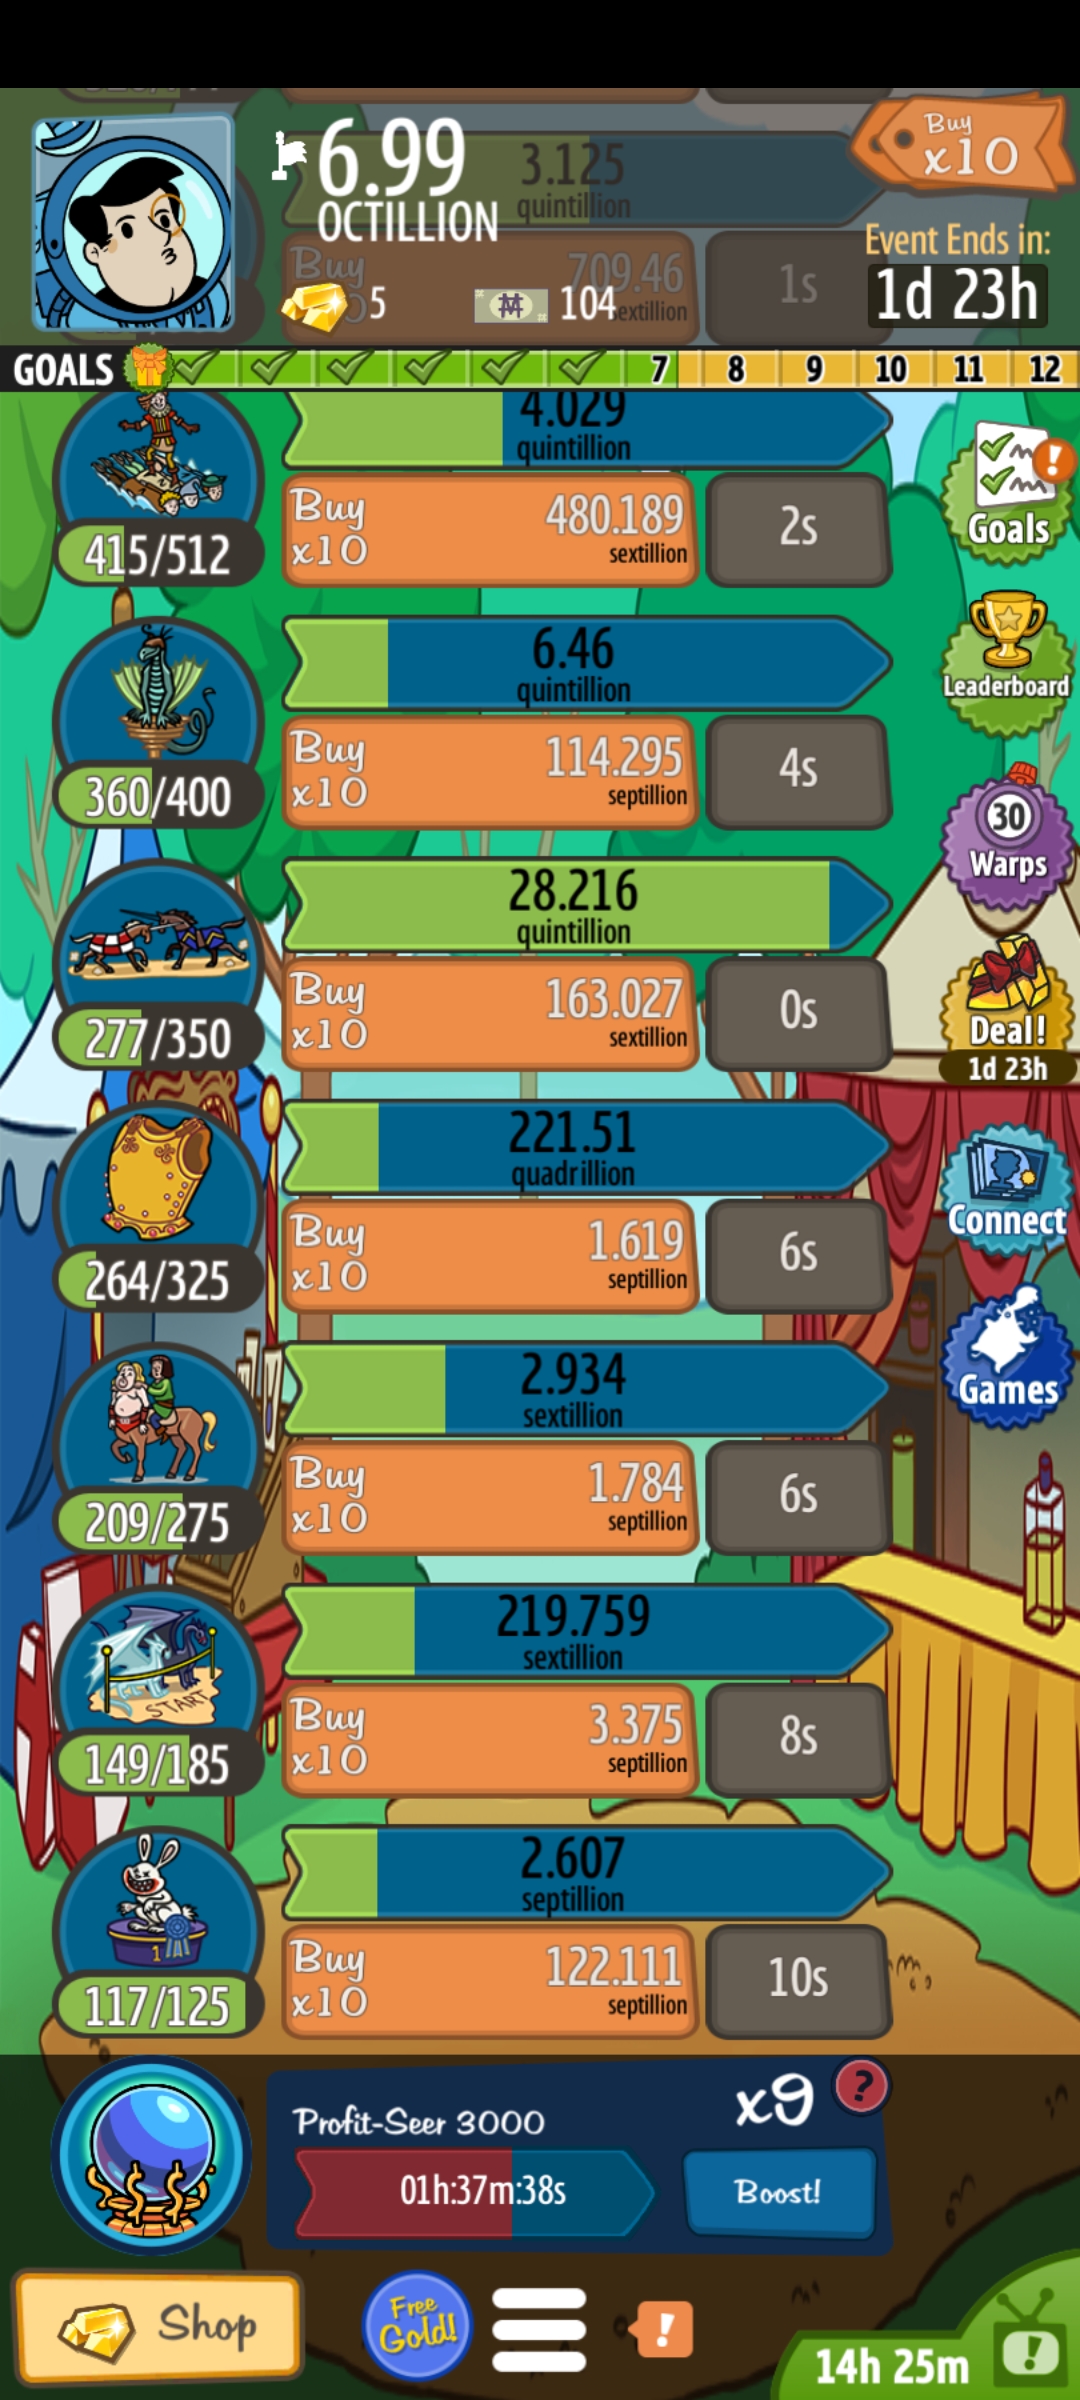 6.99
OCTILLION
3.125
quintillion
Buy
x10
Event Ends in:
1d 23h
Buy
709.46
sextillion
1s
5
104
GOALS
7
8
9
10
11
12
4.029
quintillion
415/512
Buy
x10
480.189
sextillion
2s
Goals
6.46
quintillion
360/400
Buy
x10
114.295
septillion
4s
Leaderboard
30
Warps
28.216
quintillion
277/350
Buy
x10
163.027
sextillion
0s
Deal!
1d 23h
221.51
quadrillion
264/325
Buy
x10
1.619
septillion
6s
Connect
2.934
sextillion
209/275
Buy
x10
1.784
septillion
6s
Games
219.759
sextillion
START
149/185
Buy
x10
3.375
septillion
8s
2.607
septillion
1
117/125
Buy
x10
122.111
septillion
10s
Profit-Seer 3000
x9
?
01h:37m:38s
Boost!
Shop
Free
Gold!
!
14h 25m
!